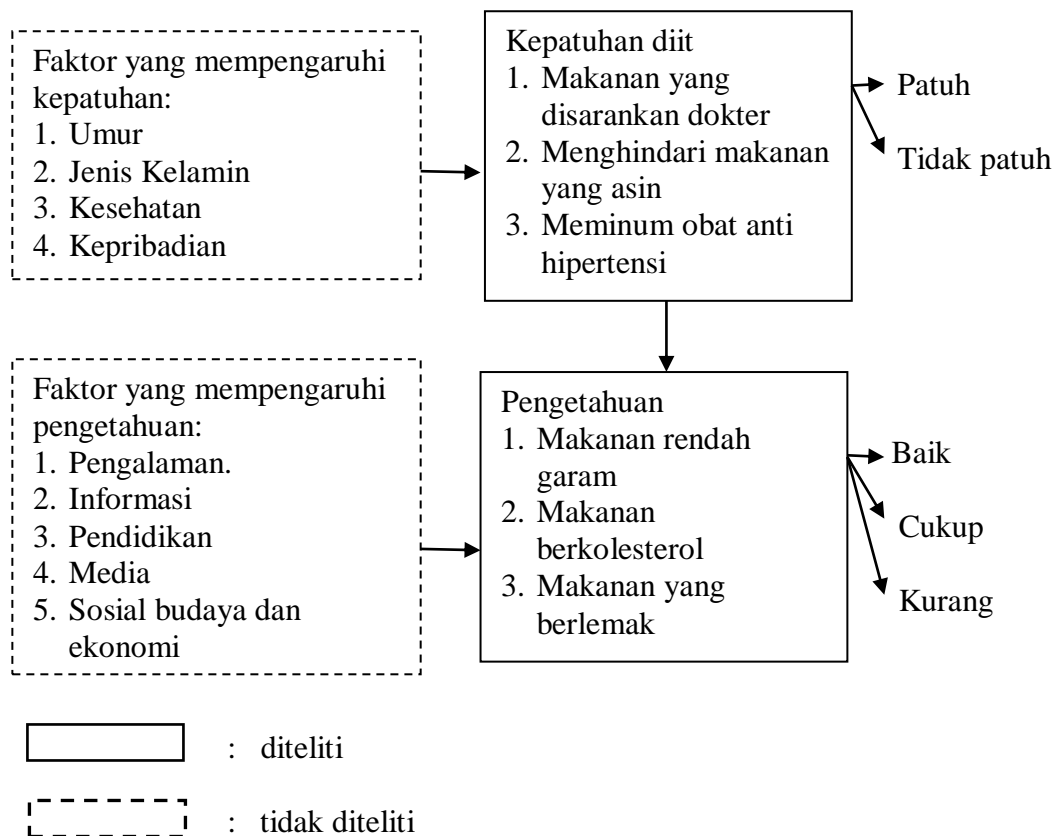 Faktor yang mempengaruhi
kepatuhan:
1. Umur
2. Jenis Kelamin
3. Kesehatan
4. Kepribadian
Kepatuhan diit
1. Makanan yang
disarankan dokter
2. Menghindari makanan
yang asin
3. Meminum obat anti
hipertensi
Patuh
Tidak patuh
Faktor yang mempengaruhi
pengetahuan:
1. Pengalaman.
2. Informasi
3. Pendidikan
4. Media
5. Sosial budaya dan
ekonomi
Pengetahuan
1. Makanan rendah
garam
2. Makanan
berkolesterol
3. Makanan yang
berlemak
Baik
Cukup
Kurang
: diteliti
: tidak diteliti